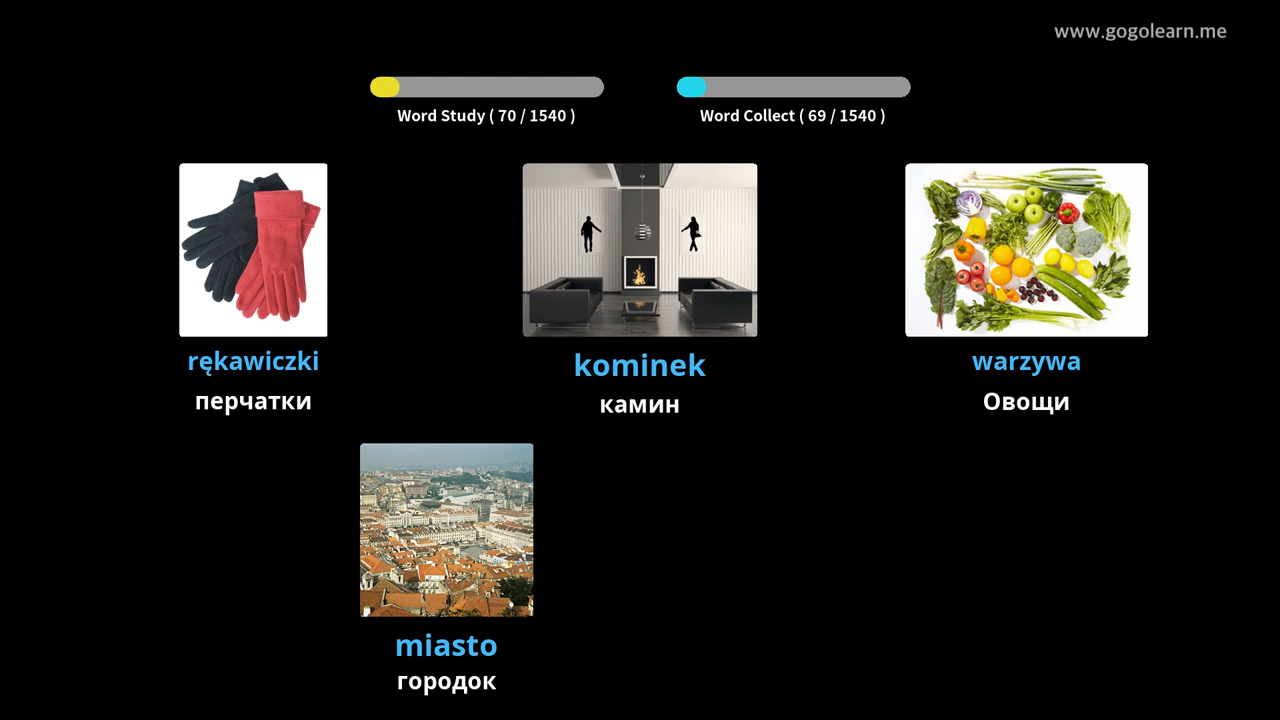 www.gogolearn.me
Word Study ( 70 / 1540 )
Word Collect ( 69 / 1540 )
rękawiczki
перчатки
kominek
камин
warzywa
Овощи
miasto
городок